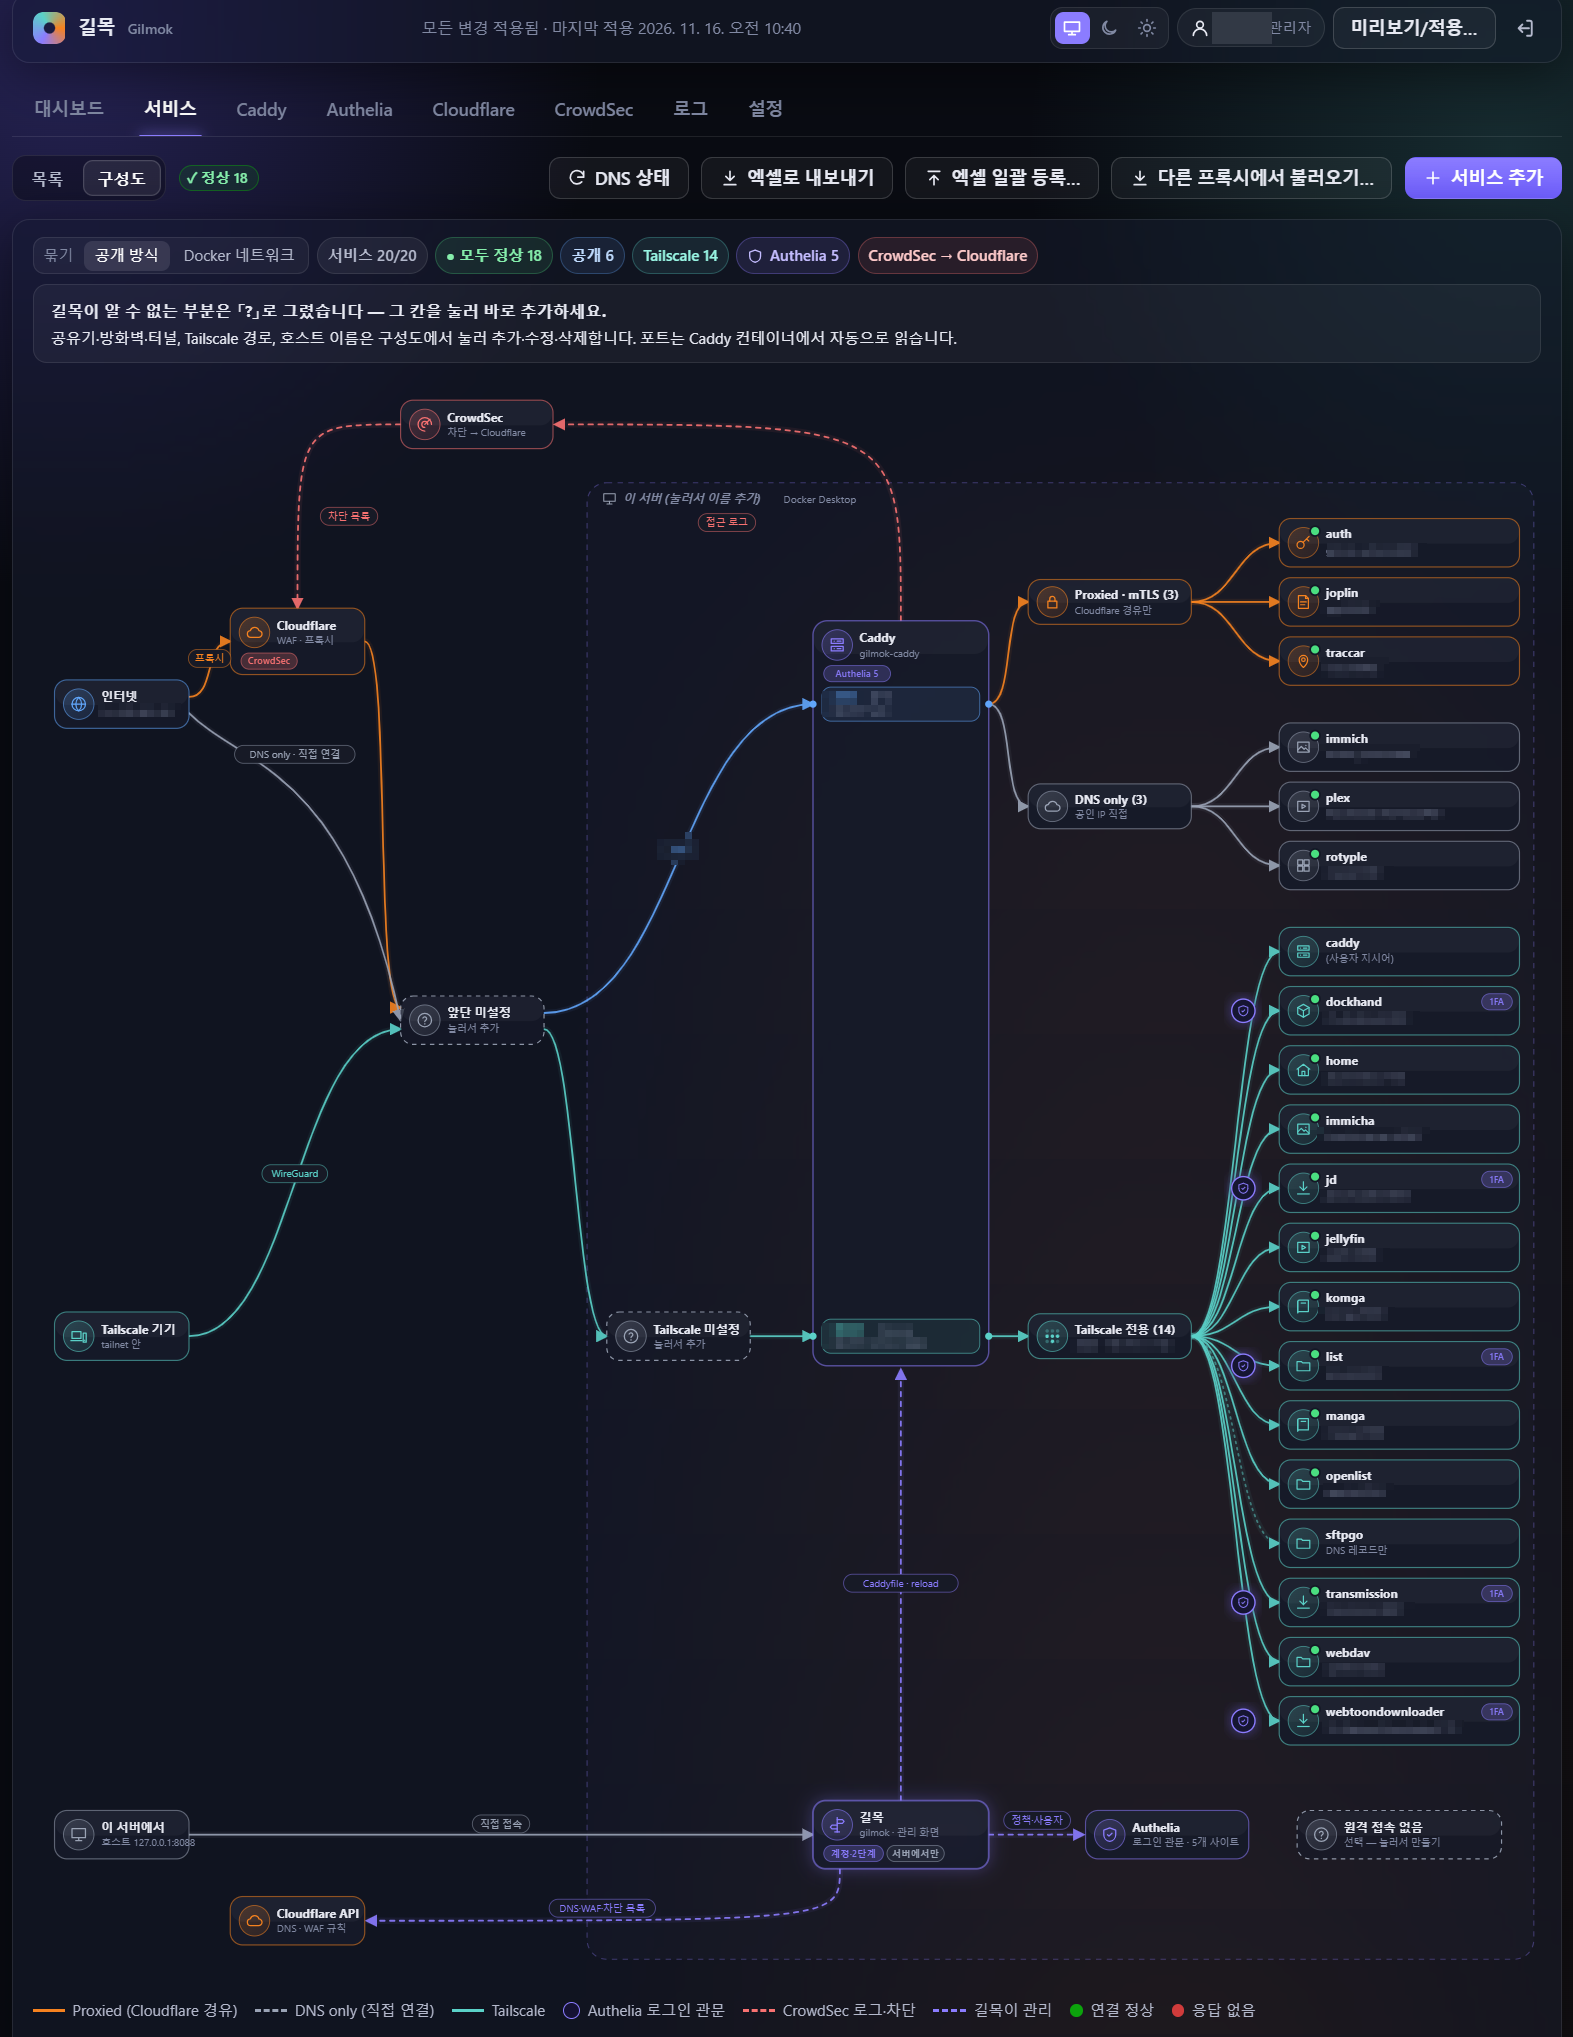 길목 Gilmok
모든 변경 적용됨 · 마지막 적용 2026. 11. 16. 오전 10:40
관리자
미리보기/적용...
대시보드 서비스 Caddy Authelia Cloudflare CrowdSec 로그 설정
목록 구성도 ✓ 정상 18
DNS 상태 엑셀로 내보내기 엑셀 일괄 등록... 다른 프록시에서 불러오기... + 서비스 추가
묶기 공개 방식 Docker 네트워크 서비스 20/20 모두 정상 18 공개 6 Tailscale 14 Authelia 5 CrowdSec → Cloudflare
길목이 알 수 없는 부분은 「?」로 그렸습니다 — 그 칸을 눌러 바로 추가하세요.
공유기·방화벽·터널, Tailscale 경로, 호스트 이름은 구성도에서 눌러 추가·수정·삭제합니다. 포트는 Caddy 컨테이너에서 자동으로 읽습니다.
CrowdSec
차단 → Cloudflare
이 서버 (눌러서 이름 추가) Docker Desktop
차단 목록
접근 로그
auth
joplin
traccar
Proxied · mTLS (3)
Cloudflare 경유만
Cloudflare
WAF · 프록시
CrowdSec
프록시
인터넷
DNS only · 직접 연결
Caddy
gilmok-caddy
Authelia 5
immich
plex
rotyple
DNS only (3)
공인 IP 직접
앞단 미설정
눌러서 추가
WireGuard
Tailscale 기기
tailnet 안
Tailscale 미설정
눌러서 추가
Tailscale 전용 (14)
caddy
(사용자 지시어)
dockhand 1FA
home
immicha
jd 1FA
jellyfin
komga
list 1FA
manga
openlist
sftpgo
DNS 레코드만
transmission 1FA
webdav
webtoondownloader 1FA
Caddyfile · reload
이 서버에서
호스트 127.0.0.1:8088
직접 접속
길목
gilmok · 관리 화면
계정·2단계 서버에서만
정책·사용자
Authelia
로그인 관문 · 5개 사이트
원격 접속 없음
선택 — 눌러서 만들기
Cloudflare API
DNS · WAF 규칙
DNS·WAF·차단 목록
Proxied (Cloudflare 경유) DNS only (직접 연결) Tailscale Authelia 로그인 관문 CrowdSec 로그·차단 길목이 관리 연결 정상 응답 없음